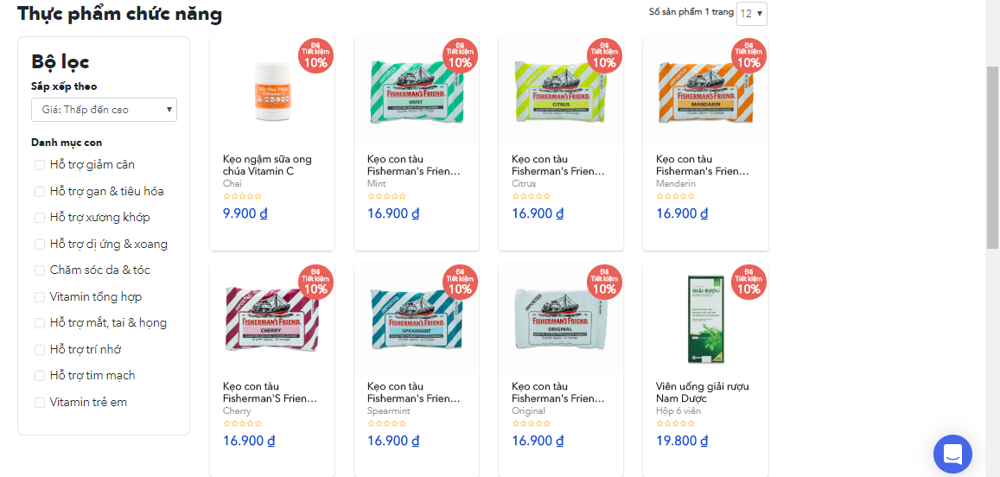 Thực phẩm chức năng
Số sản phẩm 1 trang
12
Bộ lọc
Sắp xếp theo
Giá: Thấp đến cao
Danh mục con
Hỗ trợ giảm cân
Hỗ trợ gan & tiêu hóa
Hỗ trợ xương khớp
Hỗ trợ dị ứng & xoang
Chăm sóc da & tóc
Vitamin tổng hợp
Hỗ trợ mắt, tai & họng
Hỗ trợ trí nhớ
Hỗ trợ tim mạch
Vitamin trẻ em
Đã
Tiết kiệm
10%
Kẹo ngậm sữa ong
chúa Vitamin C
Chai
9.900 ₫
Đã
Tiết kiệm
10%
IMPORTED
FISHERMAN'S FRIEND
MINT
Kẹo con tàu
Fisherman's Frien...
Mint
16.900 ₫
Đã
Tiết kiệm
10%
IMPORTED
FISHERMAN'S FRIEND
CITRUS
Kẹo con tàu
Fisherman's Frien...
Citrus
16.900 ₫
Đã
Tiết kiệm
10%
IMPORTED
FISHERMAN'S FRIEND
MANDARIN
Kẹo con tàu
Fisherman's Frien...
Mandarin
16.900 ₫
Đã
Tiết kiệm
10%
IMPORTED
FISHERMAN'S FRIEND
CHERRY
Kẹo con tàu
Fisherman'S Frien...
Cherry
16.900 ₫
Đã
Tiết kiệm
10%
IMPORTED
FISHERMAN'S FRIEND
SPEARMINT
Kẹo con tàu
Fisherman's Frien...
Spearmint
16.900 ₫
Đã
Tiết kiệm
10%
IMPORTED
FISHERMAN'S FRIEND
ORIGINAL
Kẹo con tàu
Fisherman's Frien...
Original
16.900 ₫
Đã
Tiết kiệm
10%
GIẢI RƯỢU
NAM DƯỢC
Viên uống giải rượu
Nam Dược
Hộp 6 viên
19.800 ₫